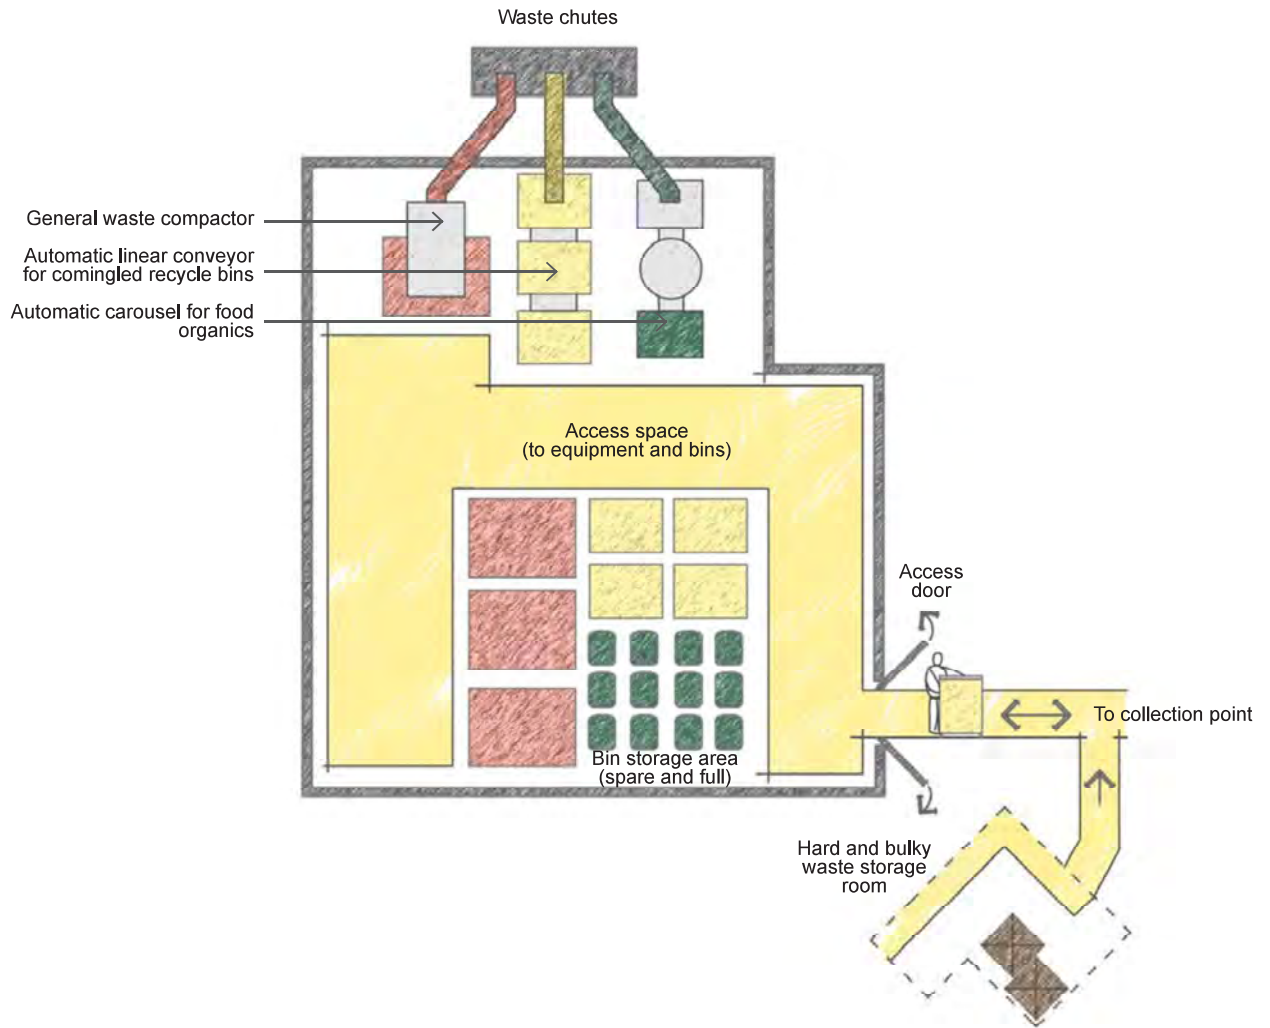 Waste chutes
General waste compactor
Automatic linear conveyor
for comingled recycle bins
Automatic carousel for food
organics
Access space
(to equipment and bins)
Access
door
To collection point
Bin storage area
(spare and full)
Hard and bulky
waste storage
room